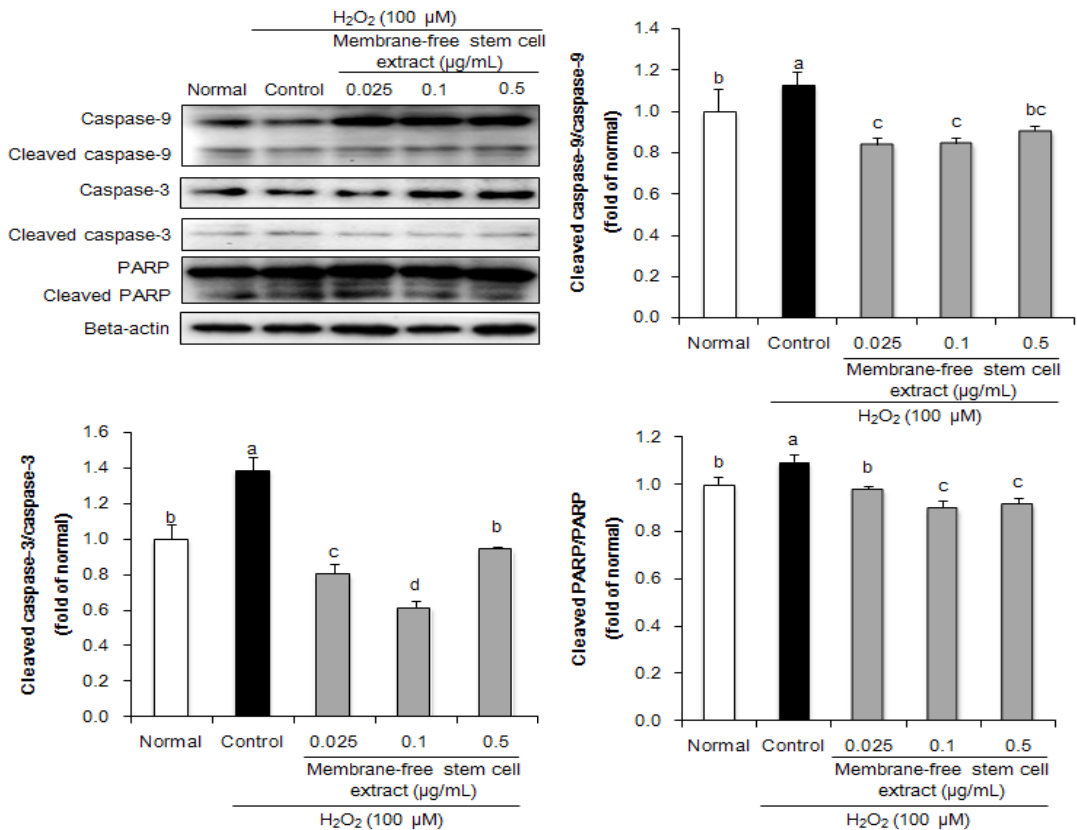 H₂O₂ (100 µM)
Membrane-free stem cell
extract (µg/mL)
Normal Control 0.025 0.1 0.5
Caspase-9
Cleaved caspase-9
Caspase-3
Cleaved caspase-3
PARP
Cleaved PARP
Beta-actin
Cleaved caspase-9/caspase-9
(fold of normal)
1.4
1.2
1.0
0.8
0.6
0.4
0.2
0.0
b a c c bc
Normal Control 0.025 0.1 0.5
Membrane-free stem cell
extract (µg/mL)
H₂O₂ (100 µM)
Cleaved caspase-3/caspase-3
(fold of normal)
1.6
1.4
1.2
1.0
0.8
0.6
0.4
0.2
0.0
b a c d b
Normal Control 0.025 0.1 0.5
Membrane-free stem cell
extract (µg/mL)
H₂O₂ (100 µM)
Cleaved PARP/PARP
(fold of normal)
1.2
1.0
0.8
0.6
0.4
0.2
0.0
b a b c c
Normal Control 0.025 0.1 0.5
Membrane-free stem cell
extract (µg/mL)
H₂O₂ (100 µM)